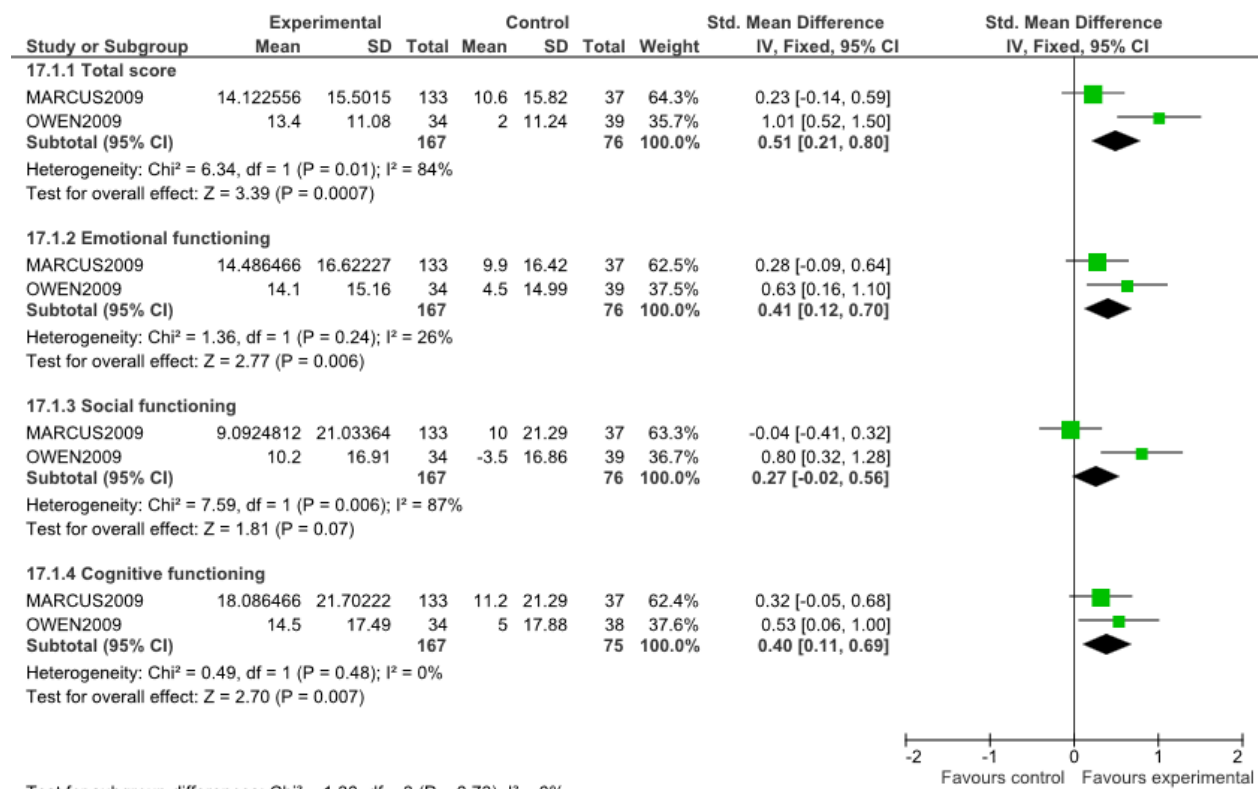 Experimental Control Std. Mean Difference Std. Mean Difference
Study or Subgroup Mean SD Total Mean SD Total Weight IV, Fixed, 95% CI IV, Fixed, 95% CI
17.1.1 Total score
MARCUS2009 14.122556 15.5015 133 10.6 15.82 37 64.3% 0.23 [-0.14, 0.59]
OWEN2009 13.4 11.08 34 2 11.24 39 35.7% 1.01 [0.52, 1.50]
Subtotal (95% CI) 167 76 100.0% 0.51 [0.21, 0.80]
Heterogeneity: Chi² = 6.34, df = 1 (P = 0.01); I² = 84%
Test for overall effect: Z = 3.39 (P = 0.0007)
17.1.2 Emotional functioning
MARCUS2009 14.486466 16.62227 133 9.9 16.42 37 62.5% 0.28 [-0.09, 0.64]
OWEN2009 14.1 15.16 34 4.5 14.99 39 37.5% 0.63 [0.16, 1.10]
Subtotal (95% CI) 167 76 100.0% 0.41 [0.12, 0.70]
Heterogeneity: Chi² = 1.36, df = 1 (P = 0.24); I² = 26%
Test for overall effect: Z = 2.77 (P = 0.006)
17.1.3 Social functioning
MARCUS2009 9.0924812 21.03364 133 10 21.29 37 63.3% -0.04 [-0.41, 0.32]
OWEN2009 10.2 16.91 34 -3.5 16.86 39 36.7% 0.80 [0.32, 1.28]
Subtotal (95% CI) 167 76 100.0% 0.27 [-0.02, 0.56]
Heterogeneity: Chi² = 7.59, df = 1 (P = 0.006); I² = 87%
Test for overall effect: Z = 1.81 (P = 0.07)
17.1.4 Cognitive functioning
MARCUS2009 18.086466 21.70222 133 11.2 21.29 37 62.4% 0.32 [-0.05, 0.68]
OWEN2009 14.5 17.49 34 5 17.88 38 37.6% 0.53 [0.06, 1.00]
Subtotal (95% CI) 167 75 100.0% 0.40 [0.11, 0.69]
Heterogeneity: Chi² = 0.49, df = 1 (P = 0.48); I² = 0%
Test for overall effect: Z = 2.70 (P = 0.007)
-2 -1 0 1 2
Favours control Favours experimental